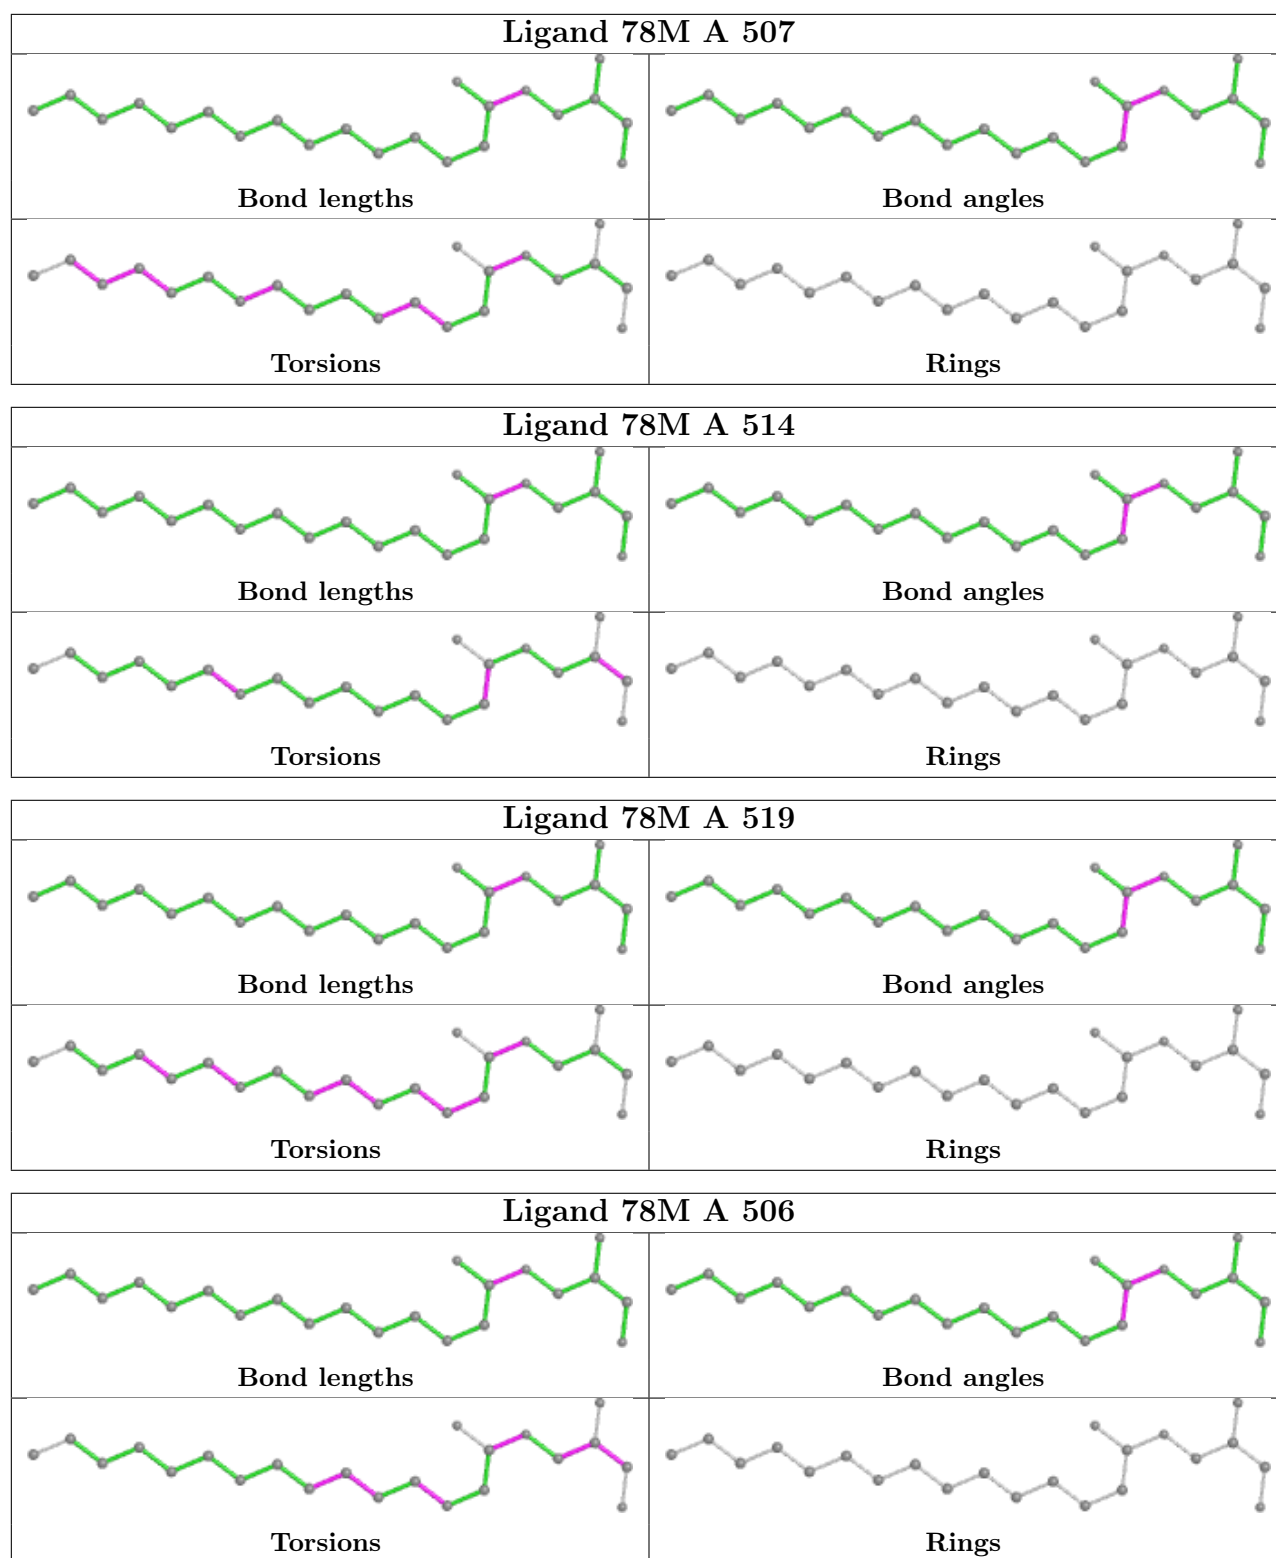 Ligand 78M A 507
Bond lengths
Bond angles
Torsions
Rings
Ligand 78M A 514
Bond lengths
Bond angles
Torsions
Rings
Ligand 78M A 519
Bond lengths
Bond angles
Torsions
Rings
Ligand 78M A 506
Bond lengths
Bond angles
Torsions
Rings